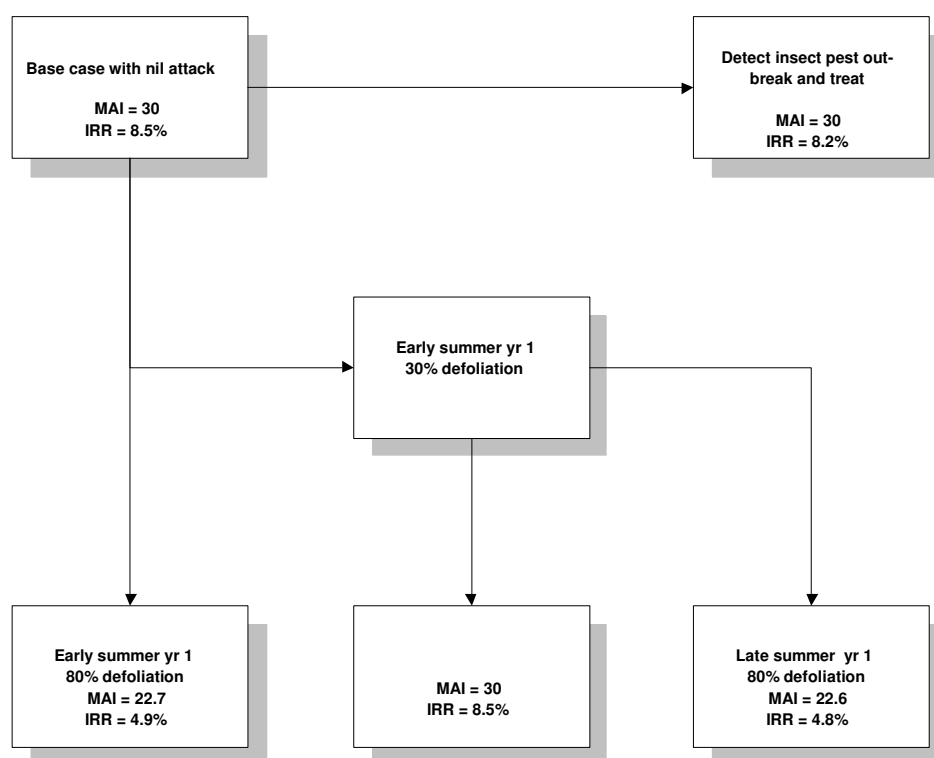 Base case with nil attack
MAI = 30
IRR = 8.5%
Detect insect pest out-
break and treat
MAI = 30
IRR = 8.2%
Early summer yr 1
30% defoliation
Early summer yr 1
80% defoliation
MAI = 22.7
IRR = 4.9%
MAI = 30
IRR = 8.5%
Late summer yr 1
80% defoliation
MAI = 22.6
IRR = 4.8%